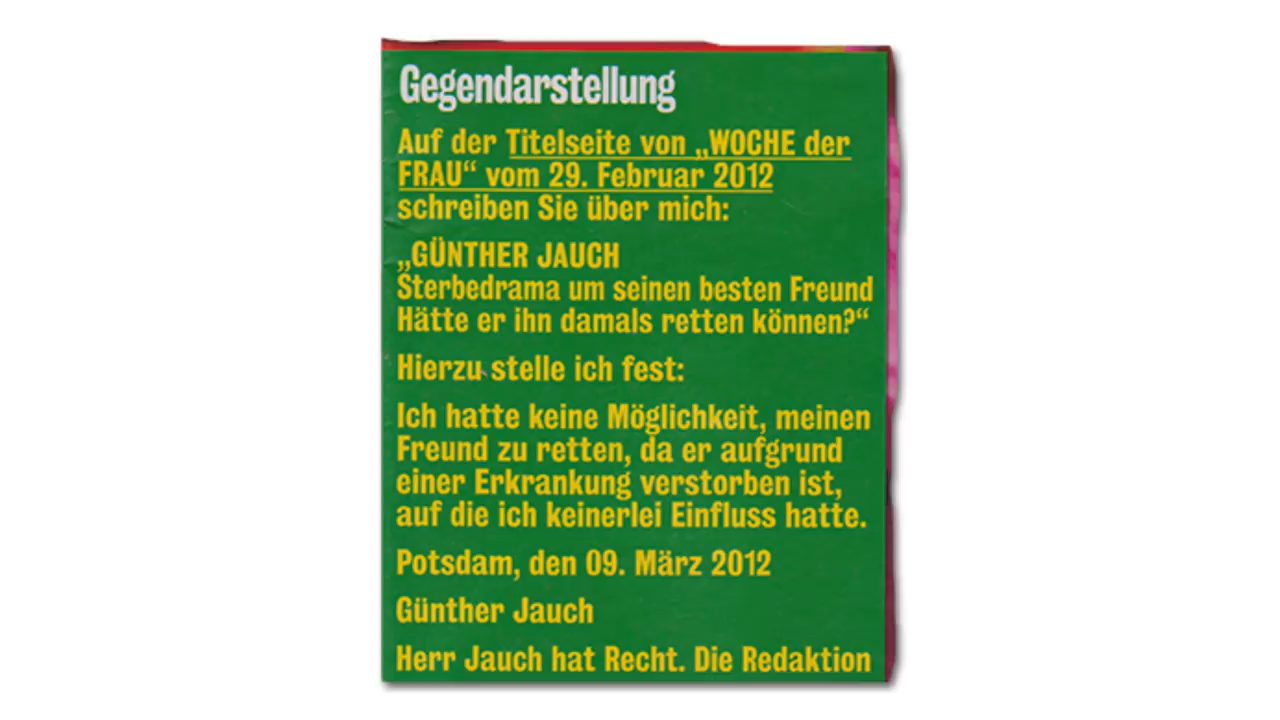 Gegendarstellung
Auf der Titelseite von „WOCHE der
FRAU“ vom 29. Februar 2012
schreiben Sie über mich:
„GÜNTHER JAUCH
Sterbedrama um seinen besten Freund
Hätte er ihn damals retten können?“
Hierzu stelle ich fest:
Ich hatte keine Möglichkeit, meinen
Freund zu retten, da er aufgrund
einer Erkrankung verstorben ist,
auf die ich keinerlei Einfluss hatte.
Potsdam, den 09. März 2012
Günther Jauch
Herr Jauch hat Recht. Die Redaktion